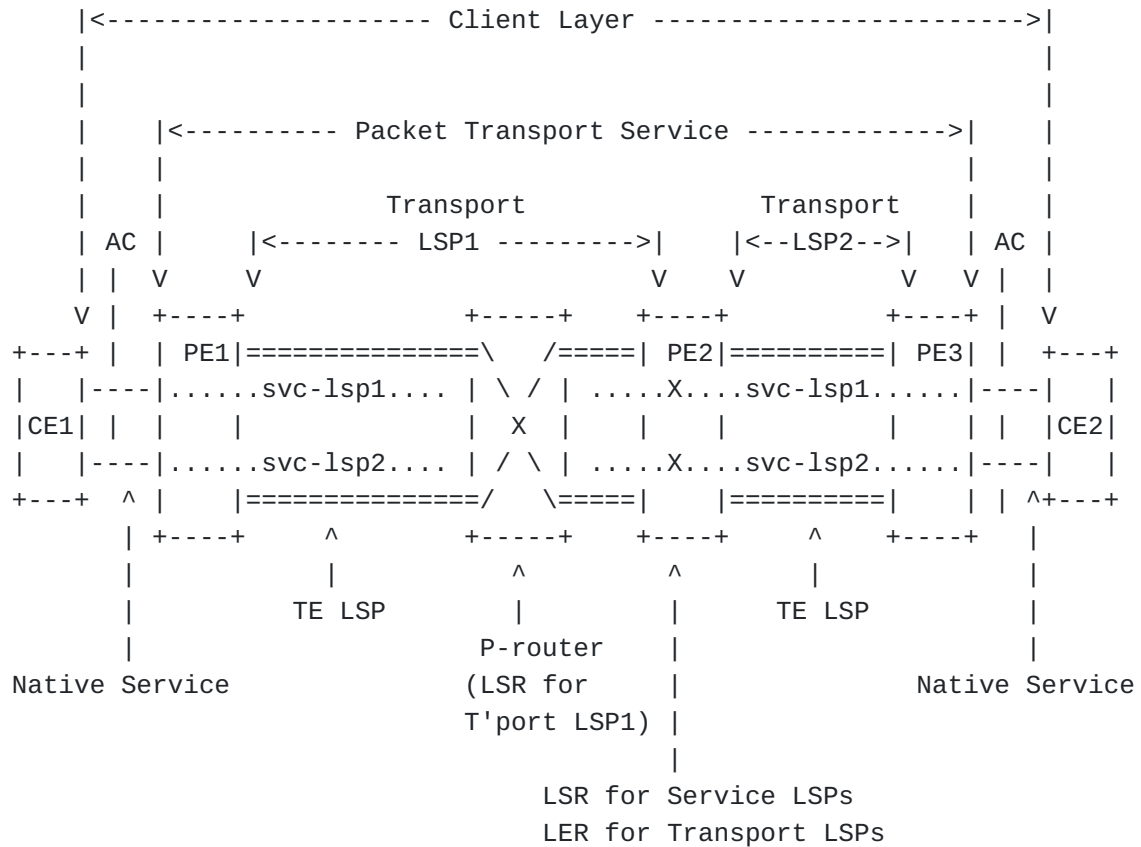 |<--------------------- Client Layer ------------------------>|
|                                                             |
|                                                             |
|    |<---------- Packet Transport Service ------------->|    |
|    |                                                   |    |
|    |              Transport               Transport    |    |
| AC |     |<-------- LSP1 --------->|    |<--LSP2-->|   | AC |
| |  V     V                         V    V          V   V |  |
V |  +----+              +-----+    +----+          +----+ |  V
+---+ |  | PE1|===============\   /=====| PE2|==========| PE3| |  +---+
|   |----|......svc-lsp1.... | \ / | .....X....svc-lsp1......|----|   |
|CE1| |  |    |              |  X  |    |    |          |    | |  |CE2|
|   |----|......svc-lsp2.... | / \ | .....X....svc-lsp2......|----|   |
+---+  ^ |    |===============/   \=====|    |==========|    | | ^+---+
| +----+     ^        +-----+    +----+     ^    +----+   |
|            |           ^         ^        |             |
|          TE LSP        |         |      TE LSP          |
|                     P-router     |                      |
Native Service               (LSR for     |               Native Service
T'port LSP1) |
|
LSR for Service LSPs
LER for Transport LSPs